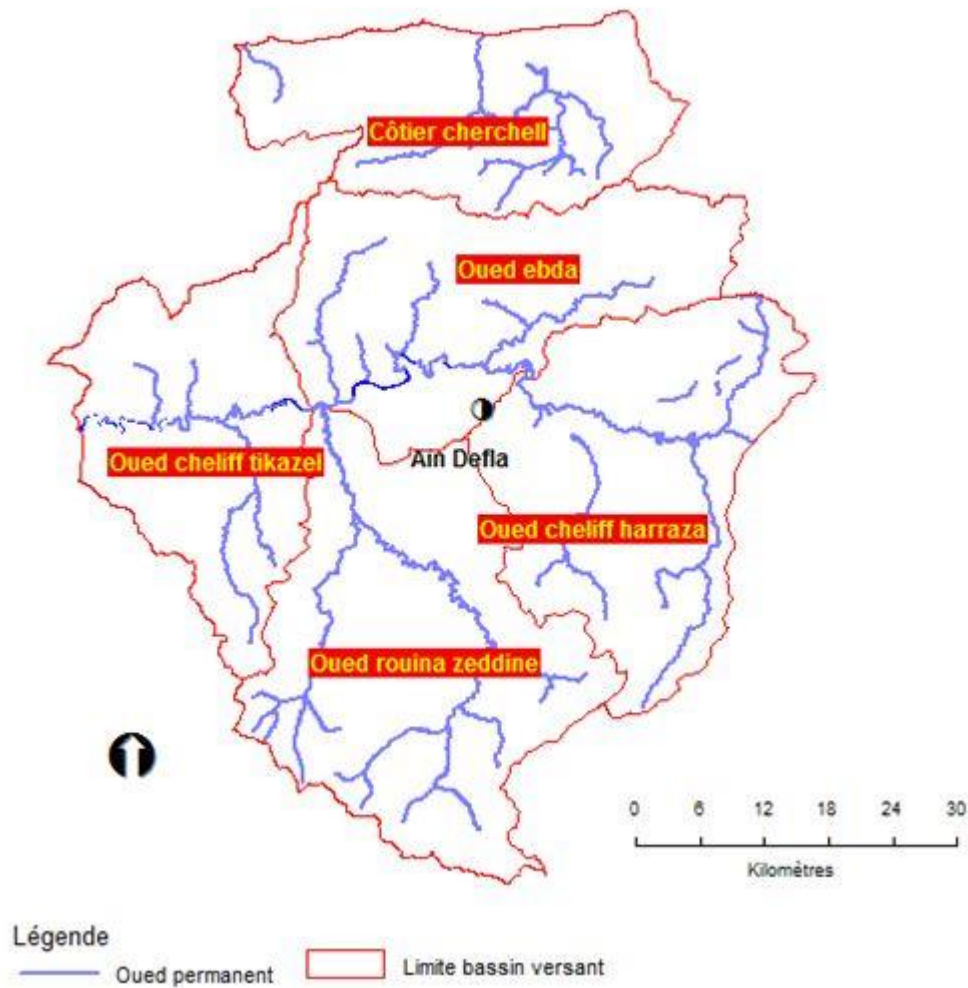 Côtier cherchell
Oued ebda
Oued cheliff tikazel
Ain Defla
Oued cheliff harraza
Oued rouina zeddine
0 6 12 18 24 30
Kilomètres
Légende
Oued permanent
Limite bassin versant